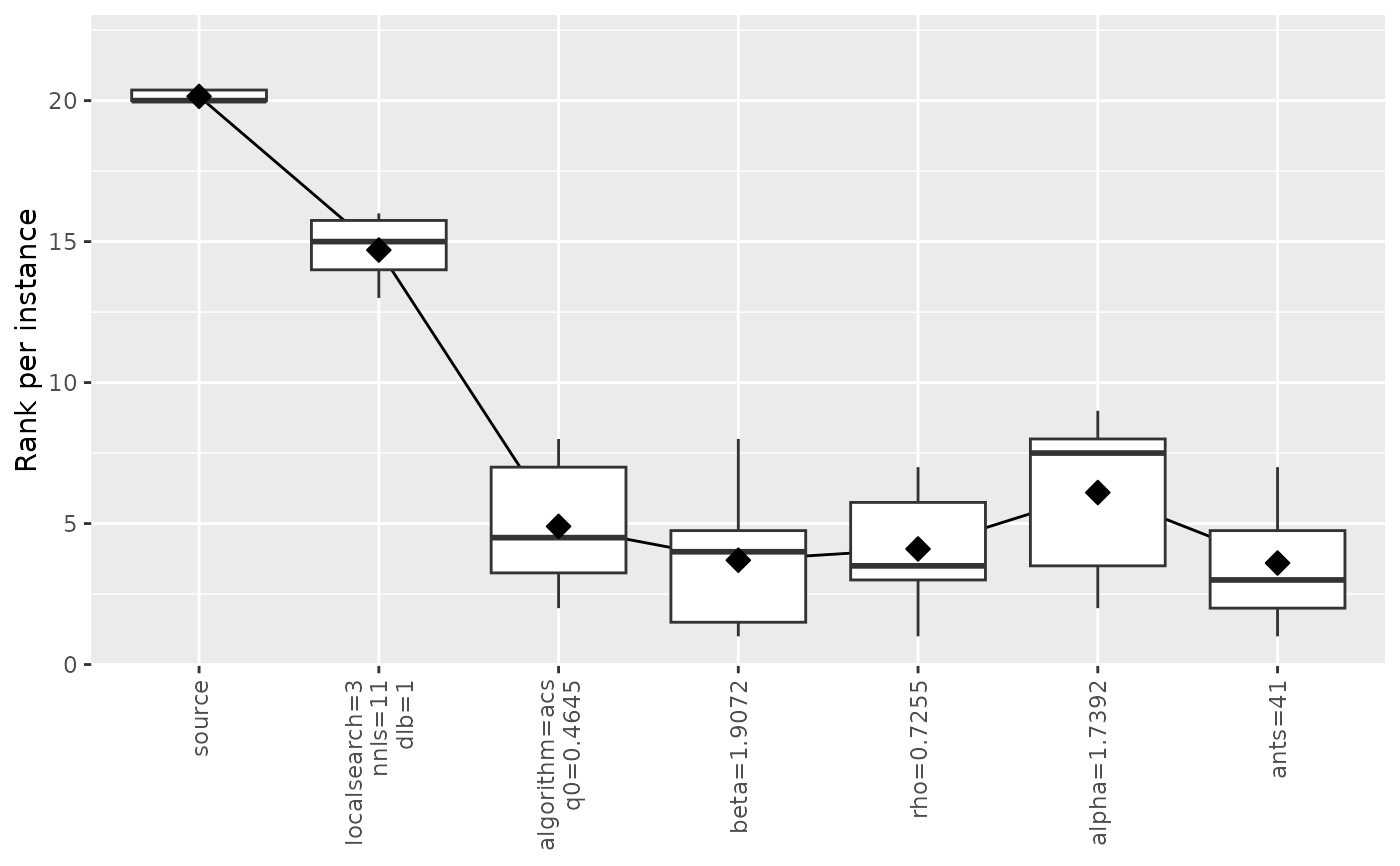 Rank per instance
20
15
10
5
0
source
localsearch=3
nnls=11
dlb=1
algorithm=acs
q0=0.4645
beta=1.9072
rho=0.7255
alpha=1.7392
ants=41